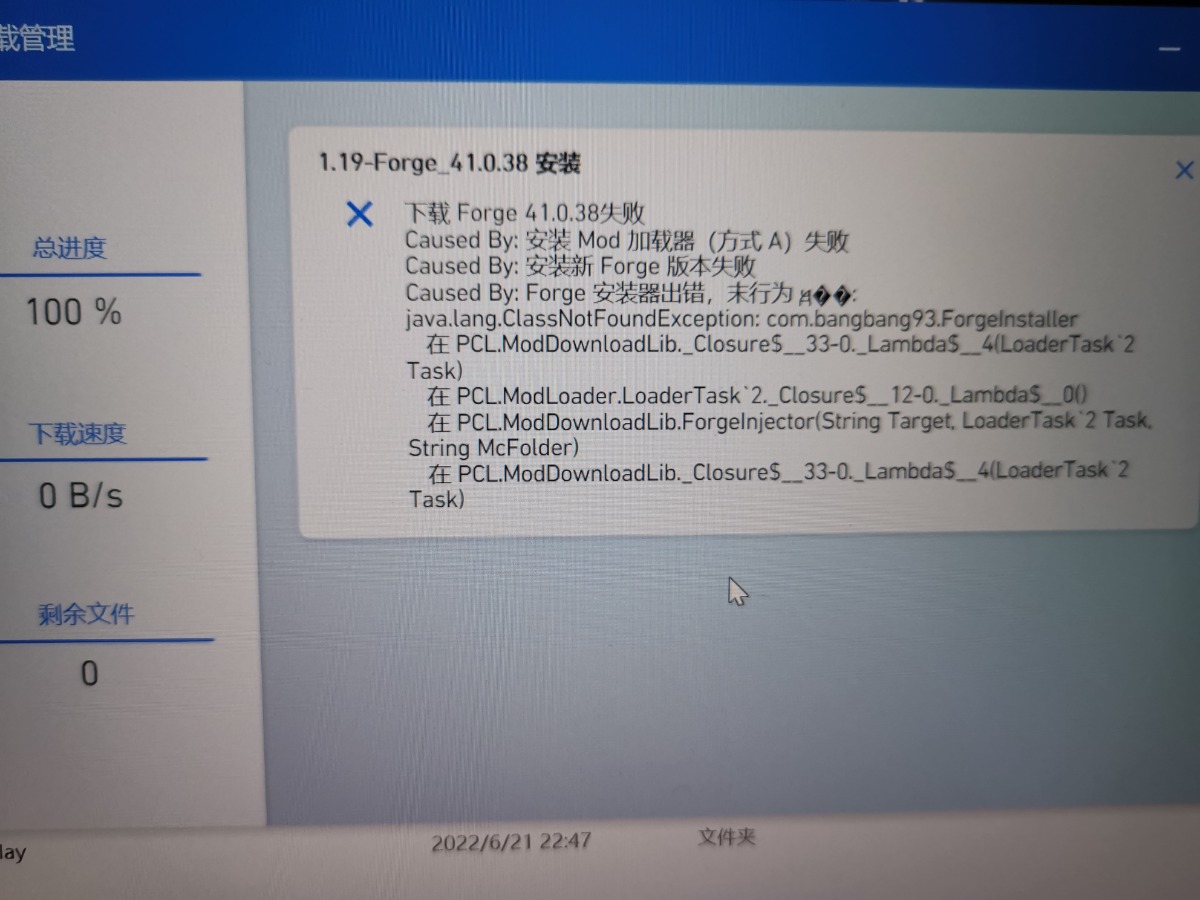 载管理
1.19-Forge_41.0.38 安装
下载 Forge 41.0.38失败
Caused By: 安装 Mod 加载器（方式 A）失败
Caused By: 安装新 Forge 版本失败
Caused By: Forge 安装器出错，末行为 ��:
java.lang.ClassNotFoundException: com.bangbang93.ForgeInstaller
在 PCL.ModDownloadLib._Closure$__33-0._Lambda$__4(LoaderTask`2
Task)
在 PCL.ModLoader.LoaderTask`2._Closure$__12-0._Lambda$__0()
在 PCL.ModDownloadLib.ForgeInjector(String Target, LoaderTask`2 Task,
String McFolder)
在 PCL.ModDownloadLib._Closure$__33-0._Lambda$__4(LoaderTask`2
Task)
总进度
100 %
下载速度
0 B/s
剩余文件
0
lay
2022/6/21 22:47
文件夹